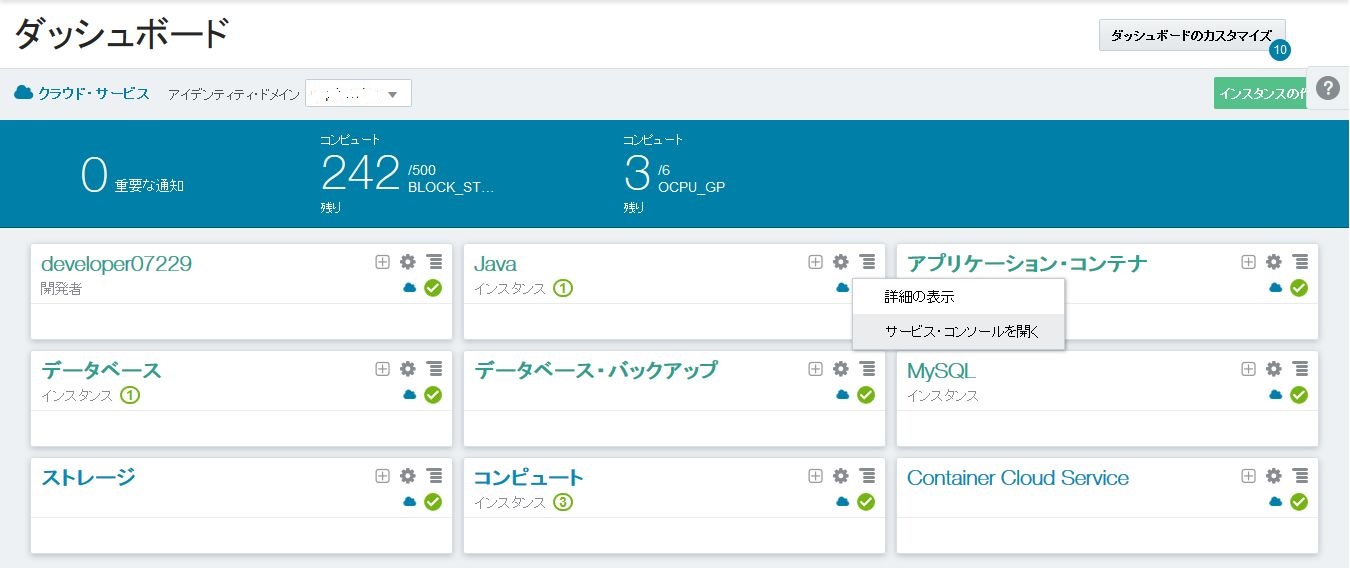 ダッシュボード
ダッシュボードのカスタマイズ
10
クラウド・サービス アイデンティティ・ドメイン
インスタンスの作
?
0 重要な通知
コンピュート
242 /500
BLOCK_ST...
残り
コンピュート
3 /6
OCPU_GP
残り
developer07229
開発者
Java
インスタンス 1
アプリケーション・コンテナ
詳細の表示
サービス・コンソールを開く
データベース
インスタンス 1
データベース・バックアップ
MySQL
インスタンス
ストレージ
コンピュート
インスタンス 3
Container Cloud Service